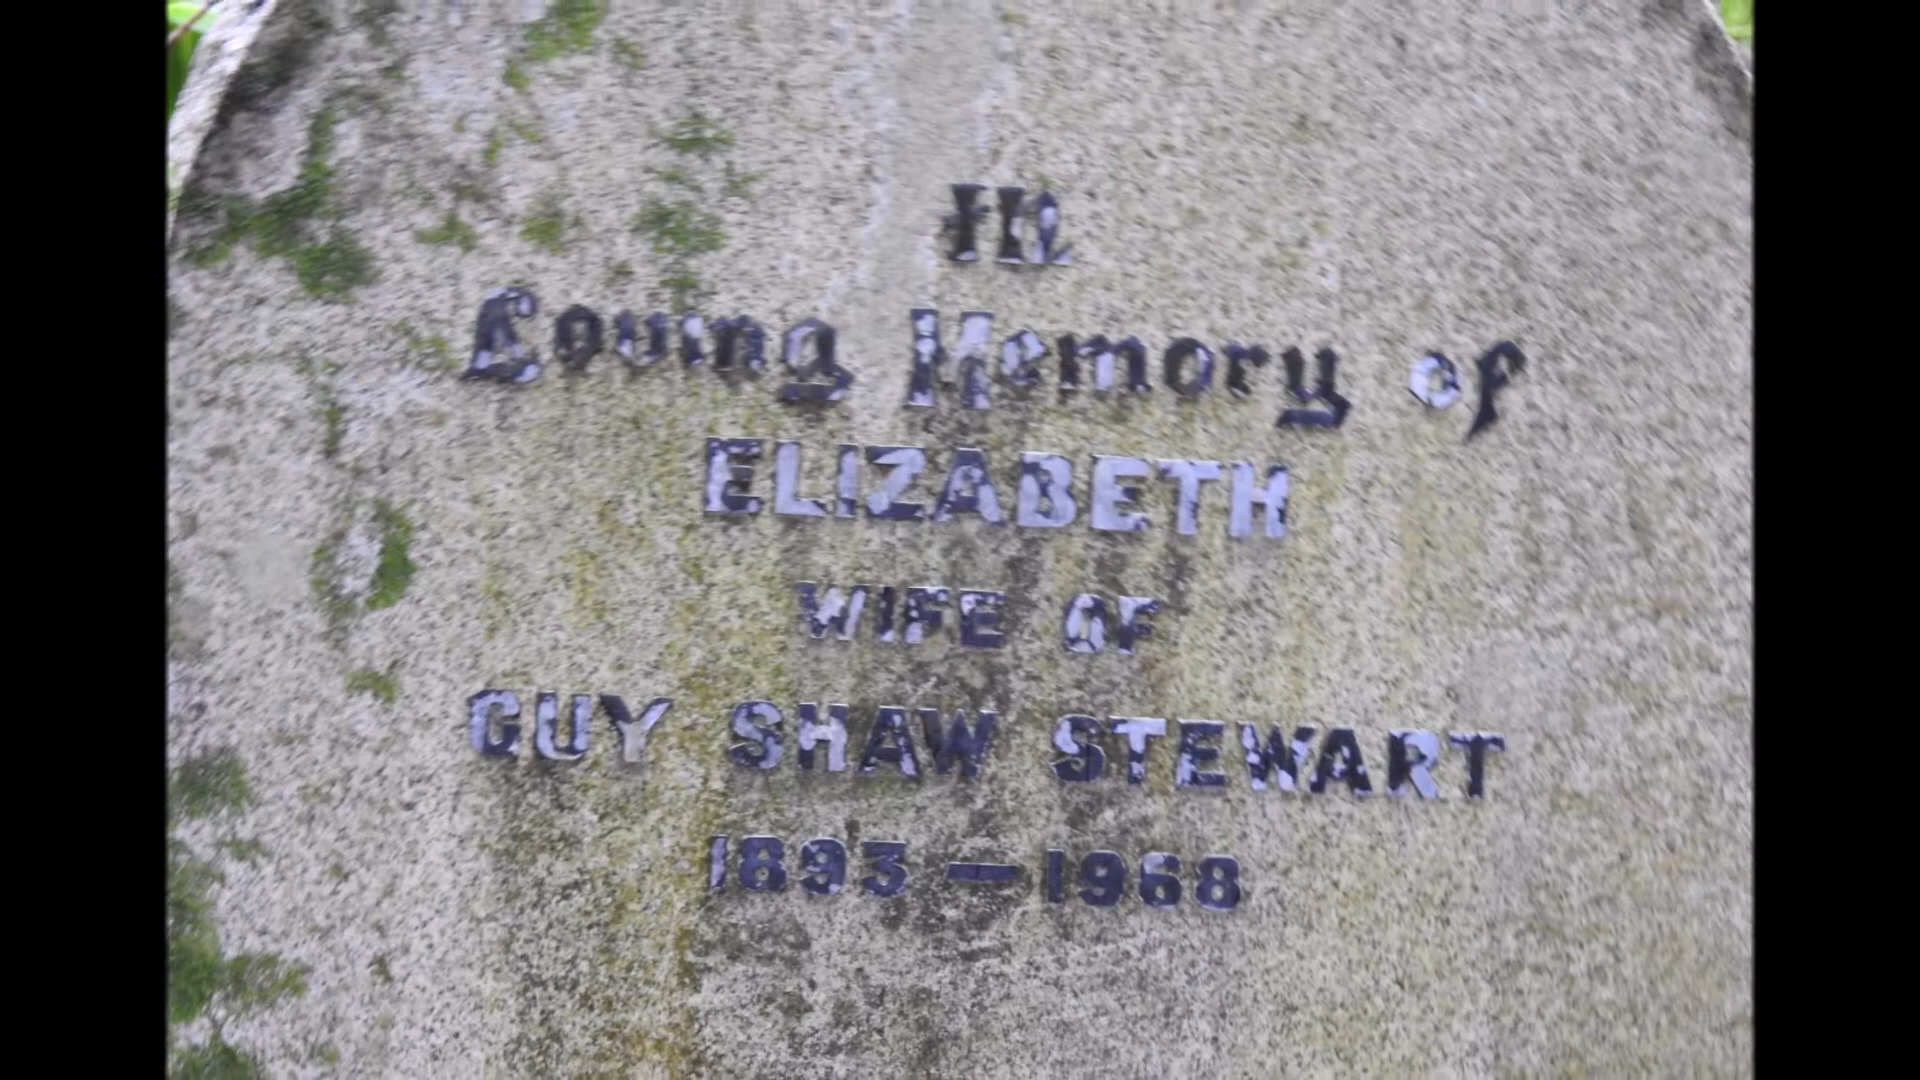 In
Loving Memory of
ELIZABETH
WIFE OF
GUY SHAW STEWART
1893 — 1968